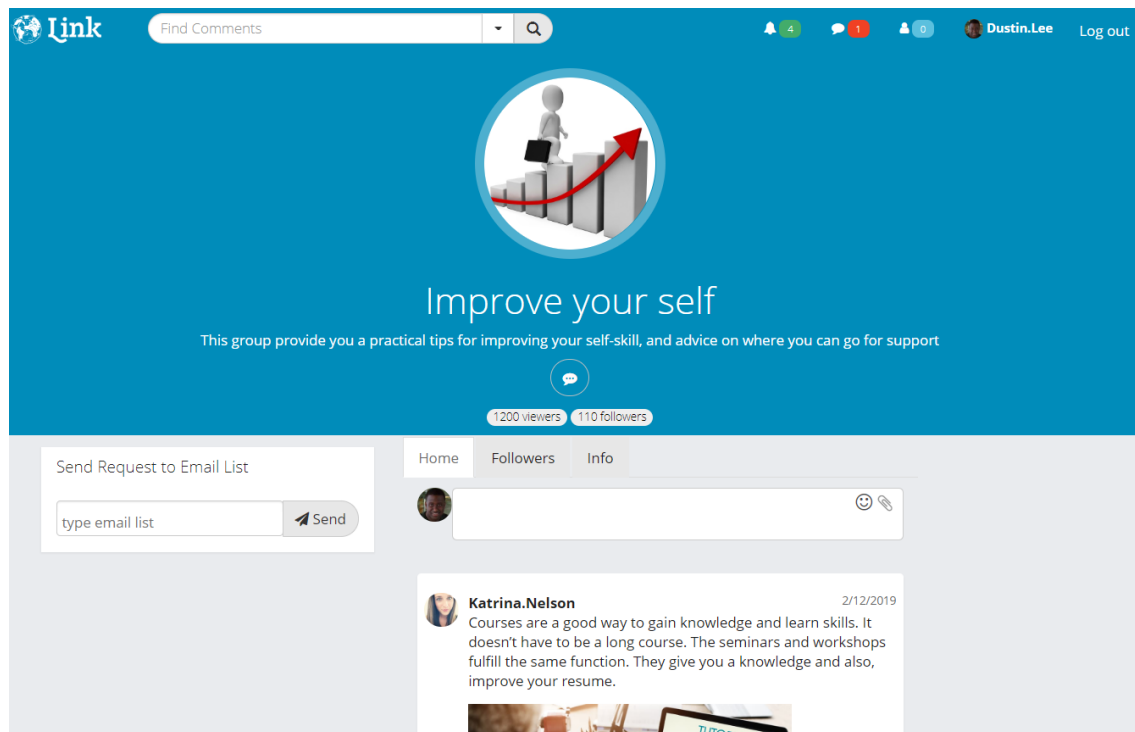 Link
Find Comments
4
1
0
Dustin.Lee
Log out
Improve your self
This group provide you a practical tips for improving your self-skill, and advice on where you can go for support
1200 viewers
110 followers
Send Request to Email List
type email list
Send
Home
Followers
Info
Katrina.Nelson
2/12/2019
Courses are a good way to gain knowledge and learn skills. It
doesn't have to be a long course. The seminars and workshops
fulfill the same function. They give you a knowledge and also,
improve your resume.